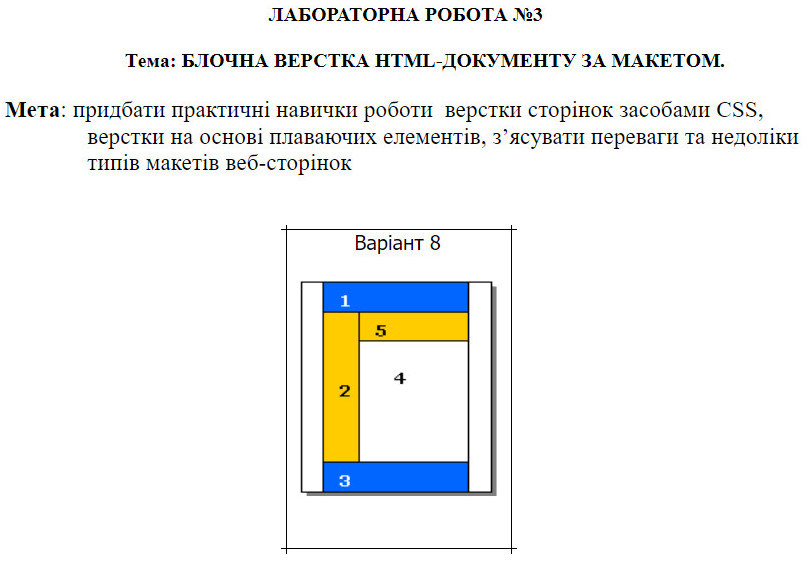 ЛАБОРАТОРНА РОБОТА №3
Тема: БЛОЧНА ВЕРСТКА HTML-ДОКУМЕНТУ ЗА МАКЕТОМ.
Мета: придбати практичні навички роботи верстки сторінок засобами CSS,
верстки на основі плаваючих елементів, з’ясувати переваги та недоліки
типів макетів веб-сторінок
Варіант 8
1
5
4
2
3